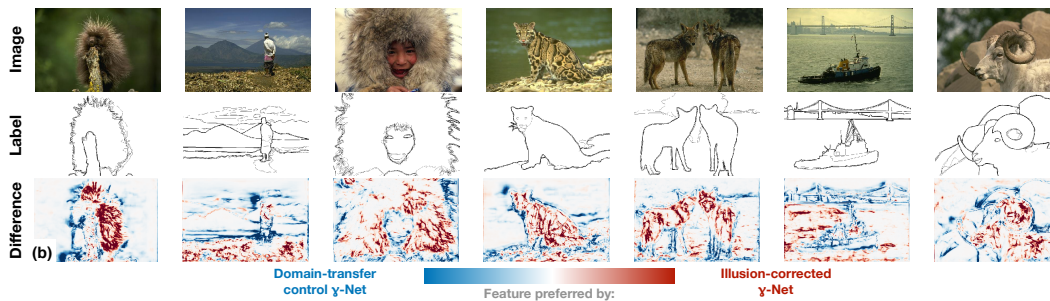 Image
Label
Difference
(b)
Domain-transfer
control ɣ-Net
Feature preferred by:
Illusion-corrected
ɣ-Net